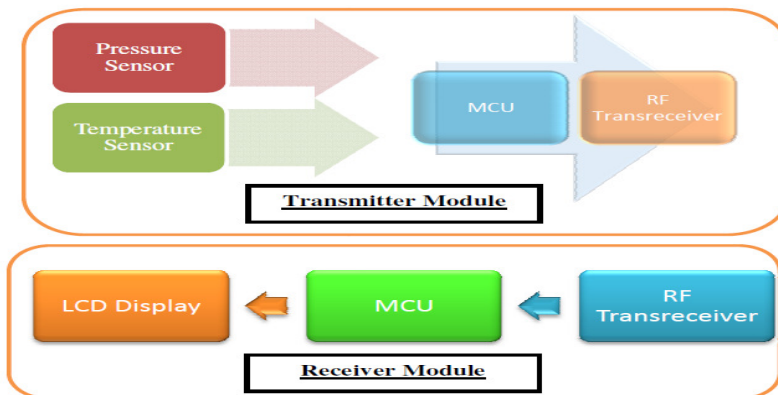 Pressure
Sensor
Temperature
Sensor
MCU
RF
Transreceiver
Transmitter Module
LCD Display
MCU
RF
Transreceiver
Receiver Module